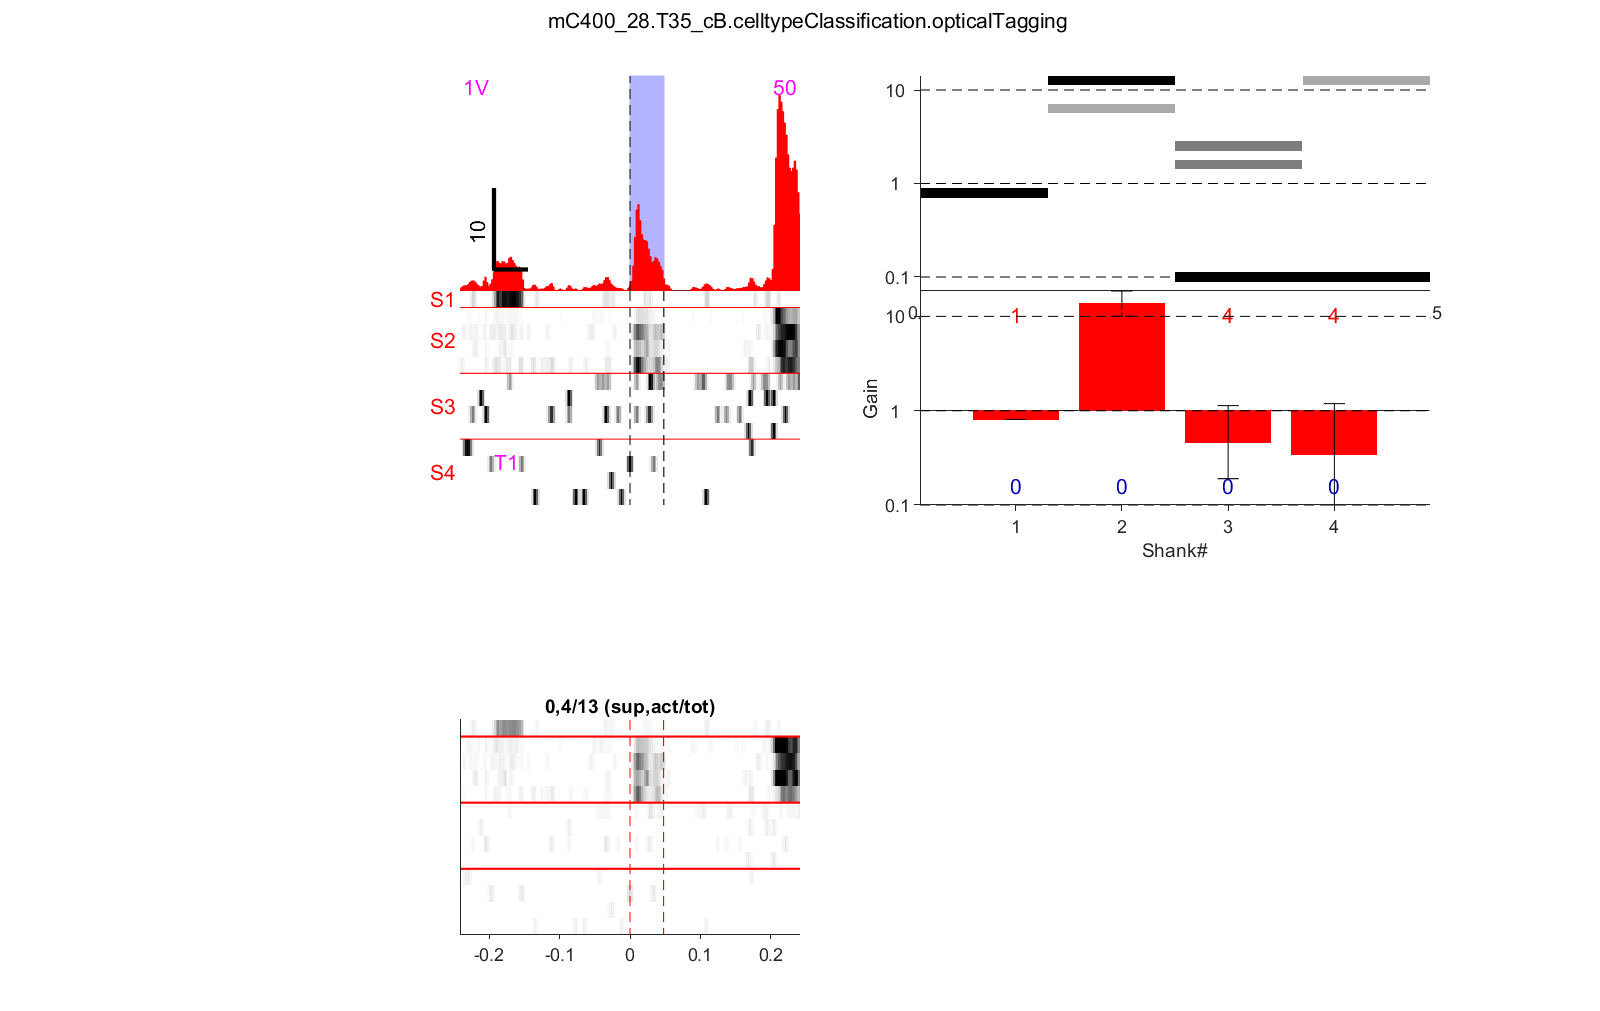 mC400_28.T35_cB.celltypeClassification.opticalTagging
1V
50
10
S1
S2
S3
S4
T1
10
1
0.1
0.
5
10
1
0.1
Gain
1
4
4
0
0
0
0
1
2
3
4
Shank#
0,4/13 (sup,act/tot)
-0.2
-0.1
0
0.1
0.2